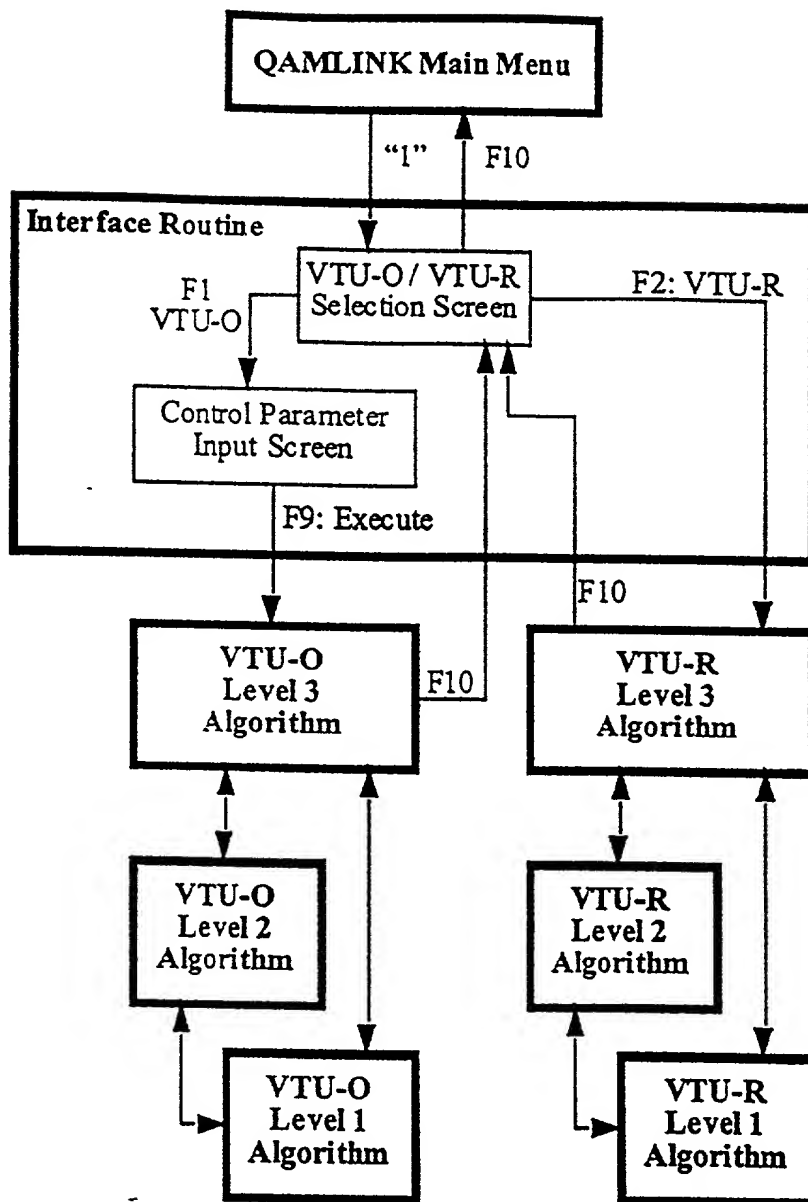 QAMLINK Main Menu
“1”
F10
Interface Routine
VTU-O / VTU-R
Selection Screen
F1
VTU-O
F2: VTU-R
Control Parameter
Input Screen
F9: Execute
F10
VTU-O
Level 3
Algorithm
F10
VTU-R
Level 3
Algorithm
VTU-O
Level 2
Algorithm
VTU-R
Level 2
Algorithm
VTU-O
Level 1
Algorithm
VTU-R
Level 1
Algorithm